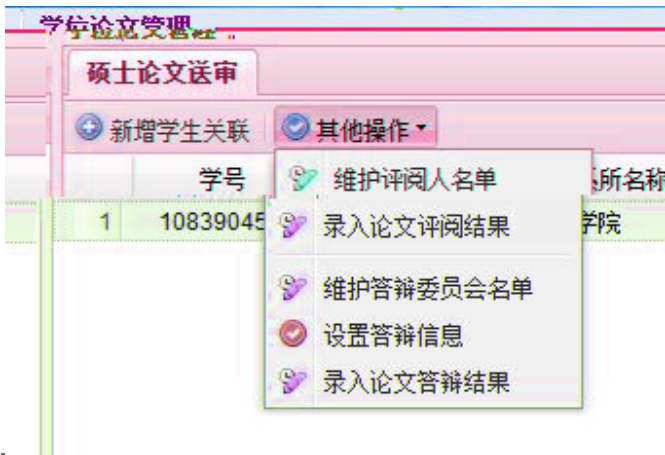 学位论文管理
硕士论文送审
新增学生关联 其他操作
学号 所名称
维护评阅人名单
1 10839045 学院
录入论文评阅结果
维护答辩委员会名单
设置答辩信息
录入论文答辩结果